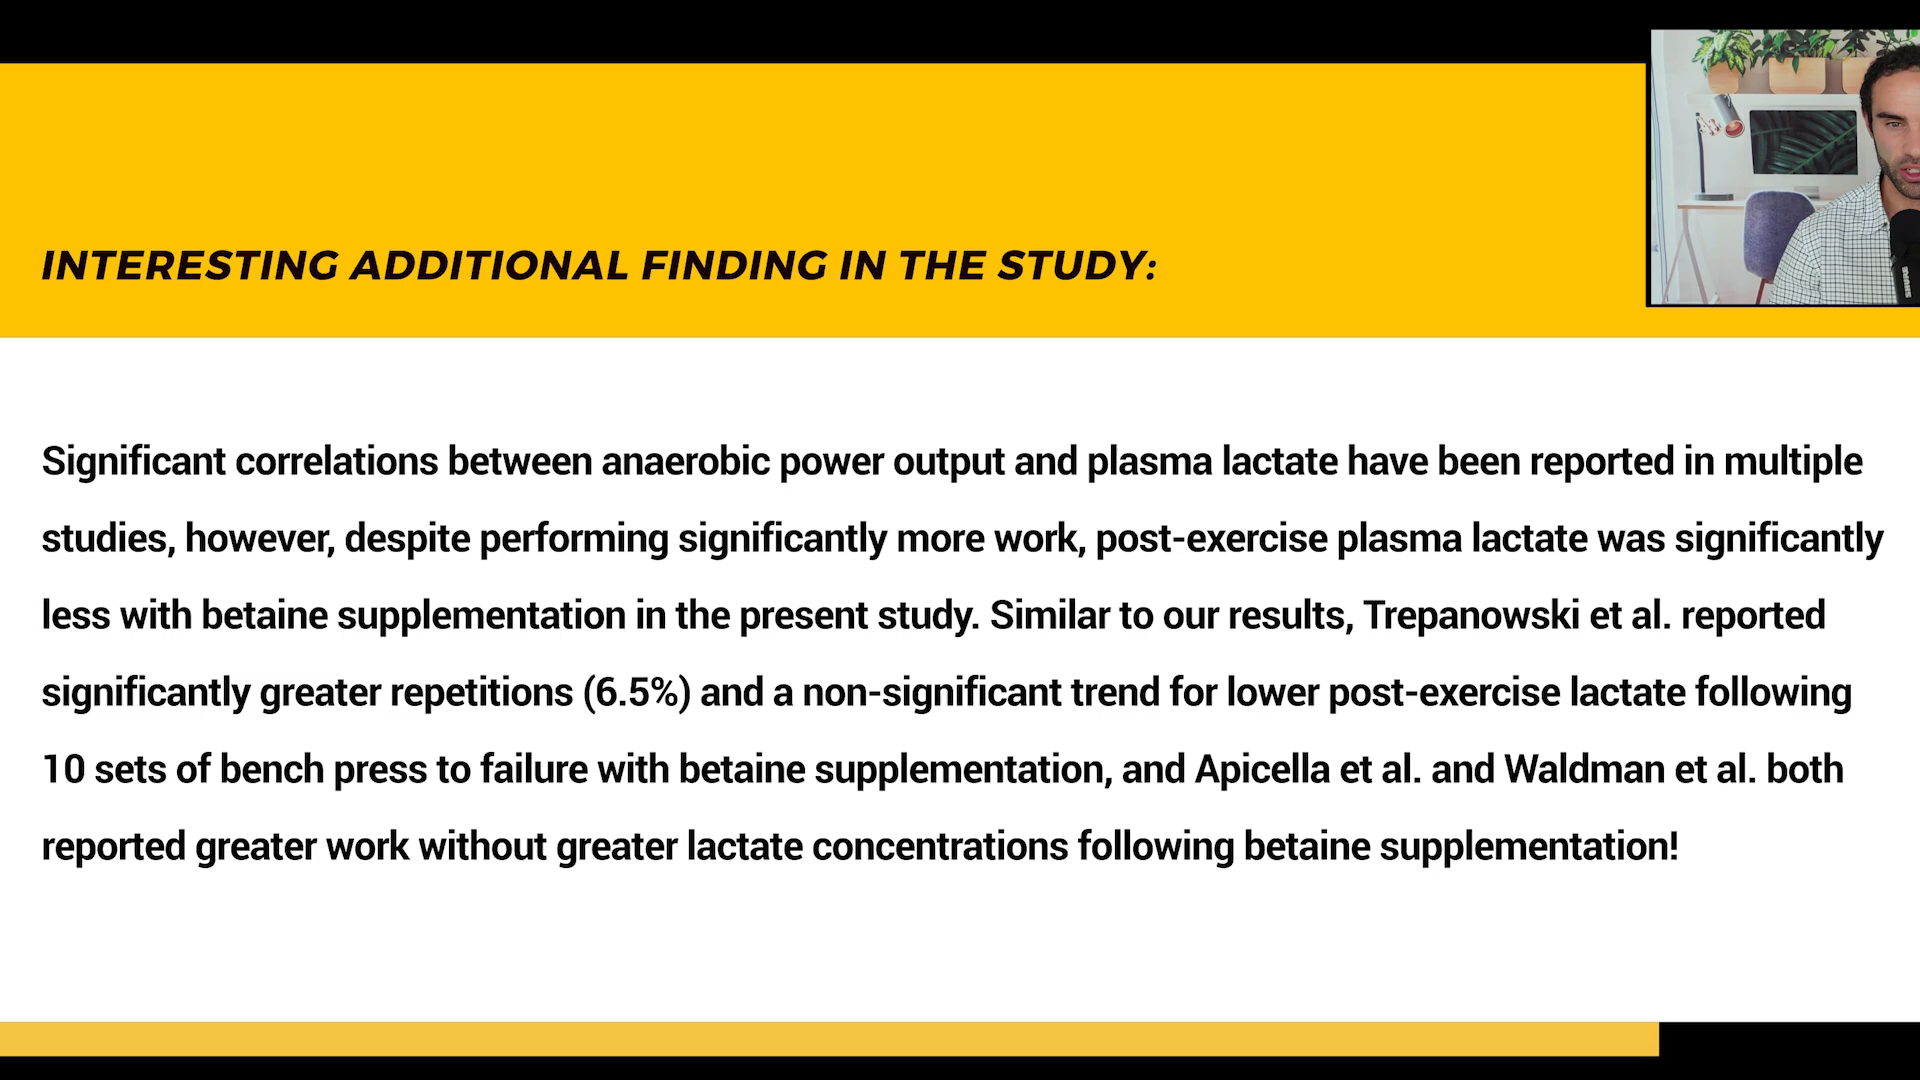 INTERESTING ADDITIONAL FINDING IN THE STUDY:
Significant correlations between anaerobic power output and plasma lactate have been reported in multiple
studies, however, despite performing significantly more work, post-exercise plasma lactate was significantly
less with betaine supplementation in the present study. Similar to our results, Trepanowski et al. reported
significantly greater repetitions (6.5%) and a non-significant trend for lower post-exercise lactate following
10 sets of bench press to failure with betaine supplementation, and Apicella et al. and Waldman et al. both
reported greater work without greater lactate concentrations following betaine supplementation!